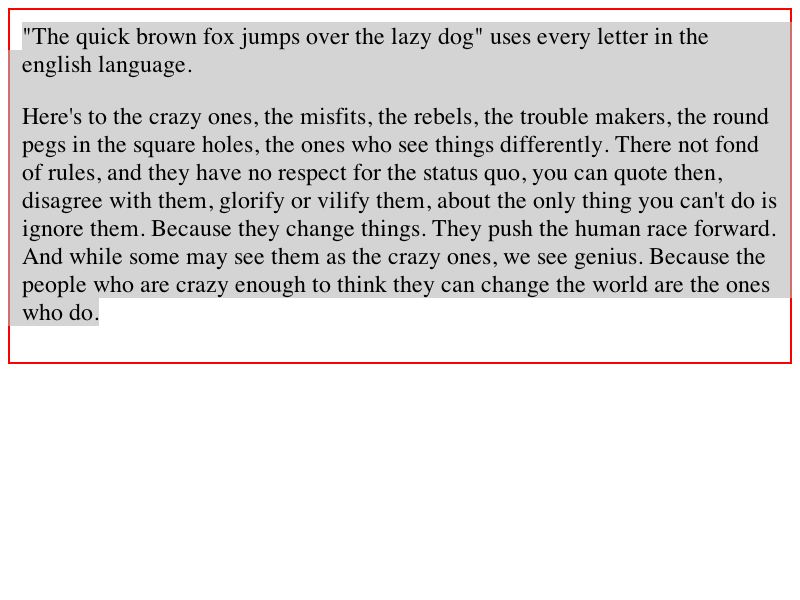 "The quick brown fox jumps over the lazy dog" uses every letter in the
english language.
Here's to the crazy ones, the misfits, the rebels, the trouble makers, the round
pegs in the square holes, the ones who see things differently. There not fond
of rules, and they have no respect for the status quo, you can quote then,
disagree with them, glorify or vilify them, about the only thing you can't do is
ignore them. Because they change things. They push the human race forward.
And while some may see them as the crazy ones, we see genius. Because the
people who are crazy enough to think they can change the world are the ones
who do.